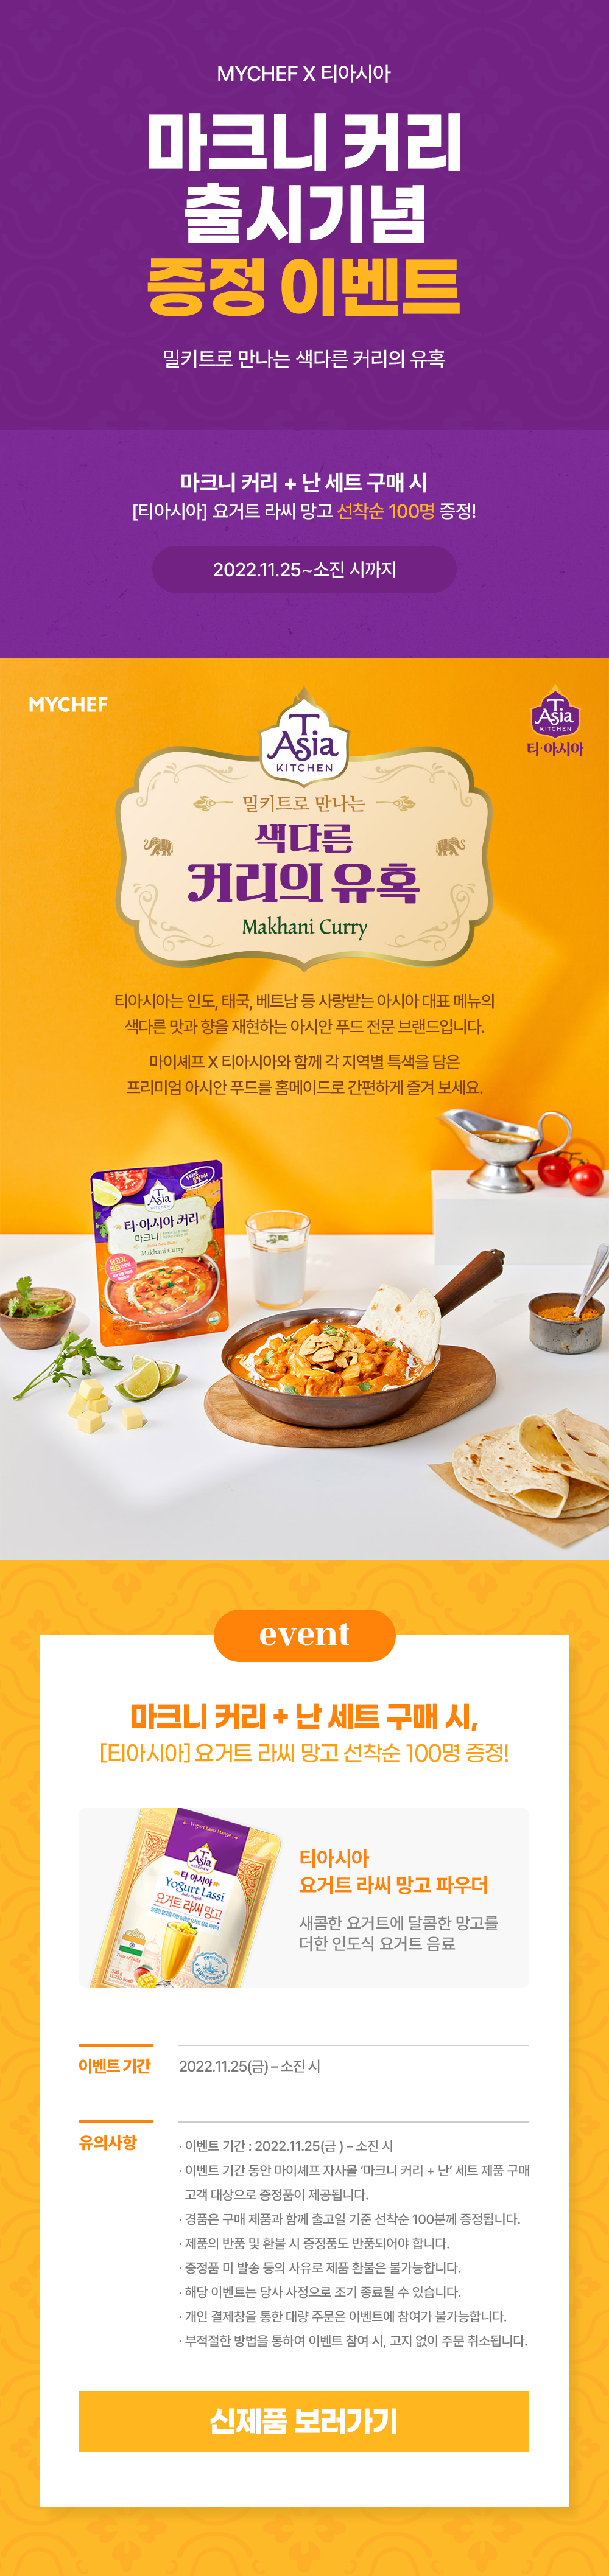 MYCHEF X 티아시아
마크니 커리
출시기념
증정 이벤트
밀키트로 만나는 색다른 커리의 유혹
마크니 커리 + 난 세트 구매 시
[티아시아] 요거트 라씨 망고 선착순 100명 증정!
2022.11.25~소진 시까지
MYCHEF
T
Asia
KITCHEN
티·아시아
T
Asia
KITCHEN
밀키트로 만나는
색다른
커리의 유혹
Makhani Curry
티아시아는 인도, 태국, 베트남 등 사랑받는 아시아 대표 메뉴의
색다른 맛과 향을 재현하는 아시안 푸드 전문 브랜드입니다.
마이셰프 X 티아시아와 함께 각 지역별 특색을 담은
프리미엄 아시안 푸드를 홈메이드로 간편하게 즐겨 보세요.
T
Asia
KITCHEN
티·아시아 커리
마크니
Makhani Curry
event
마크니 커리 + 난 세트 구매 시,
[티아시아] 요거트 라씨 망고 선착순 100명 증정!
Yogurt Lassi Mango
T
Asia
KITCHEN
티·아시아
Yogurt Lassi
요거트 라씨 망고
티아시아
요거트 라씨 망고 파우더
새콤한 요거트에 달콤한 망고를
더한 인도식 요거트 음료
이벤트 기간
2022.11.25(금) – 소진 시
유의사항
· 이벤트 기간 : 2022.11.25(금 ) – 소진 시
· 이벤트 기간 동안 마이셰프 자사몰 ‘마크니 커리 + 난’ 세트 제품 구매
고객 대상으로 증정품이 제공됩니다.
· 경품은 구매 제품과 함께 출고일 기준 선착순 100분께 증정됩니다.
· 제품의 반품 및 환불 시 증정품도 반품되어야 합니다.
· 증정품 미 발송 등의 사유로 제품 환불은 불가능합니다.
· 해당 이벤트는 당사 사정으로 조기 종료될 수 있습니다.
· 개인 결제창을 통한 대량 주문은 이벤트에 참여가 불가능합니다.
· 부적절한 방법을 통하여 이벤트 참여 시, 고지 없이 주문 취소됩니다.
신제품 보러가기